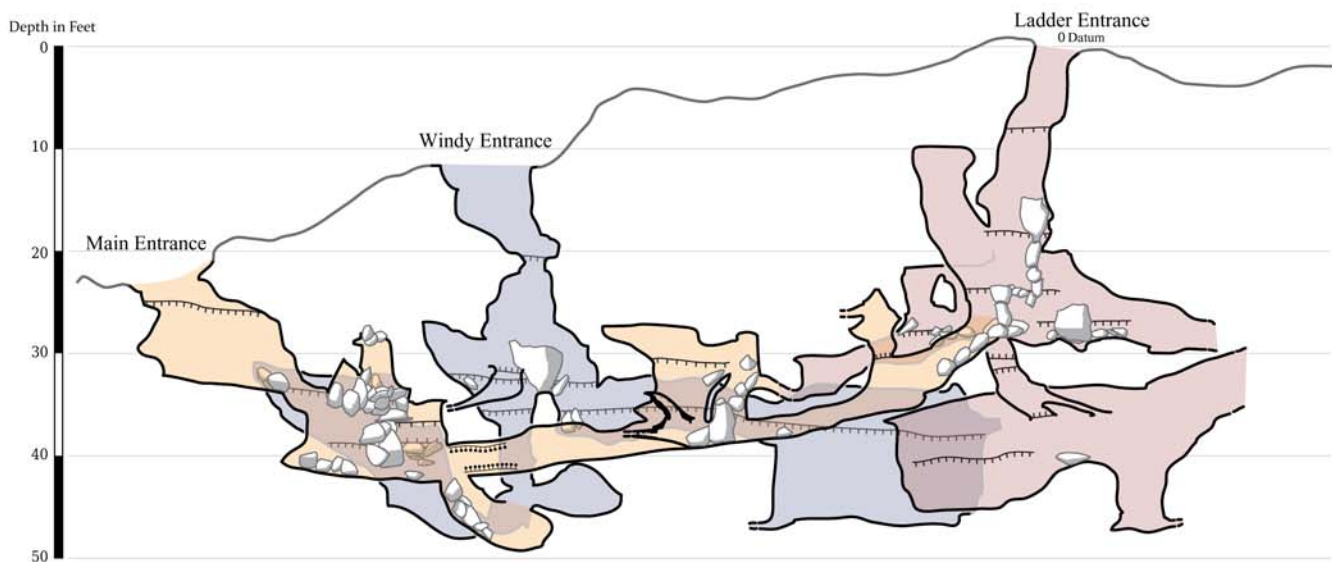 Depth in Feet
Ladder Entrance
0 Datum
0
Windy Entrance
10
Main Entrance
20
30
40
50